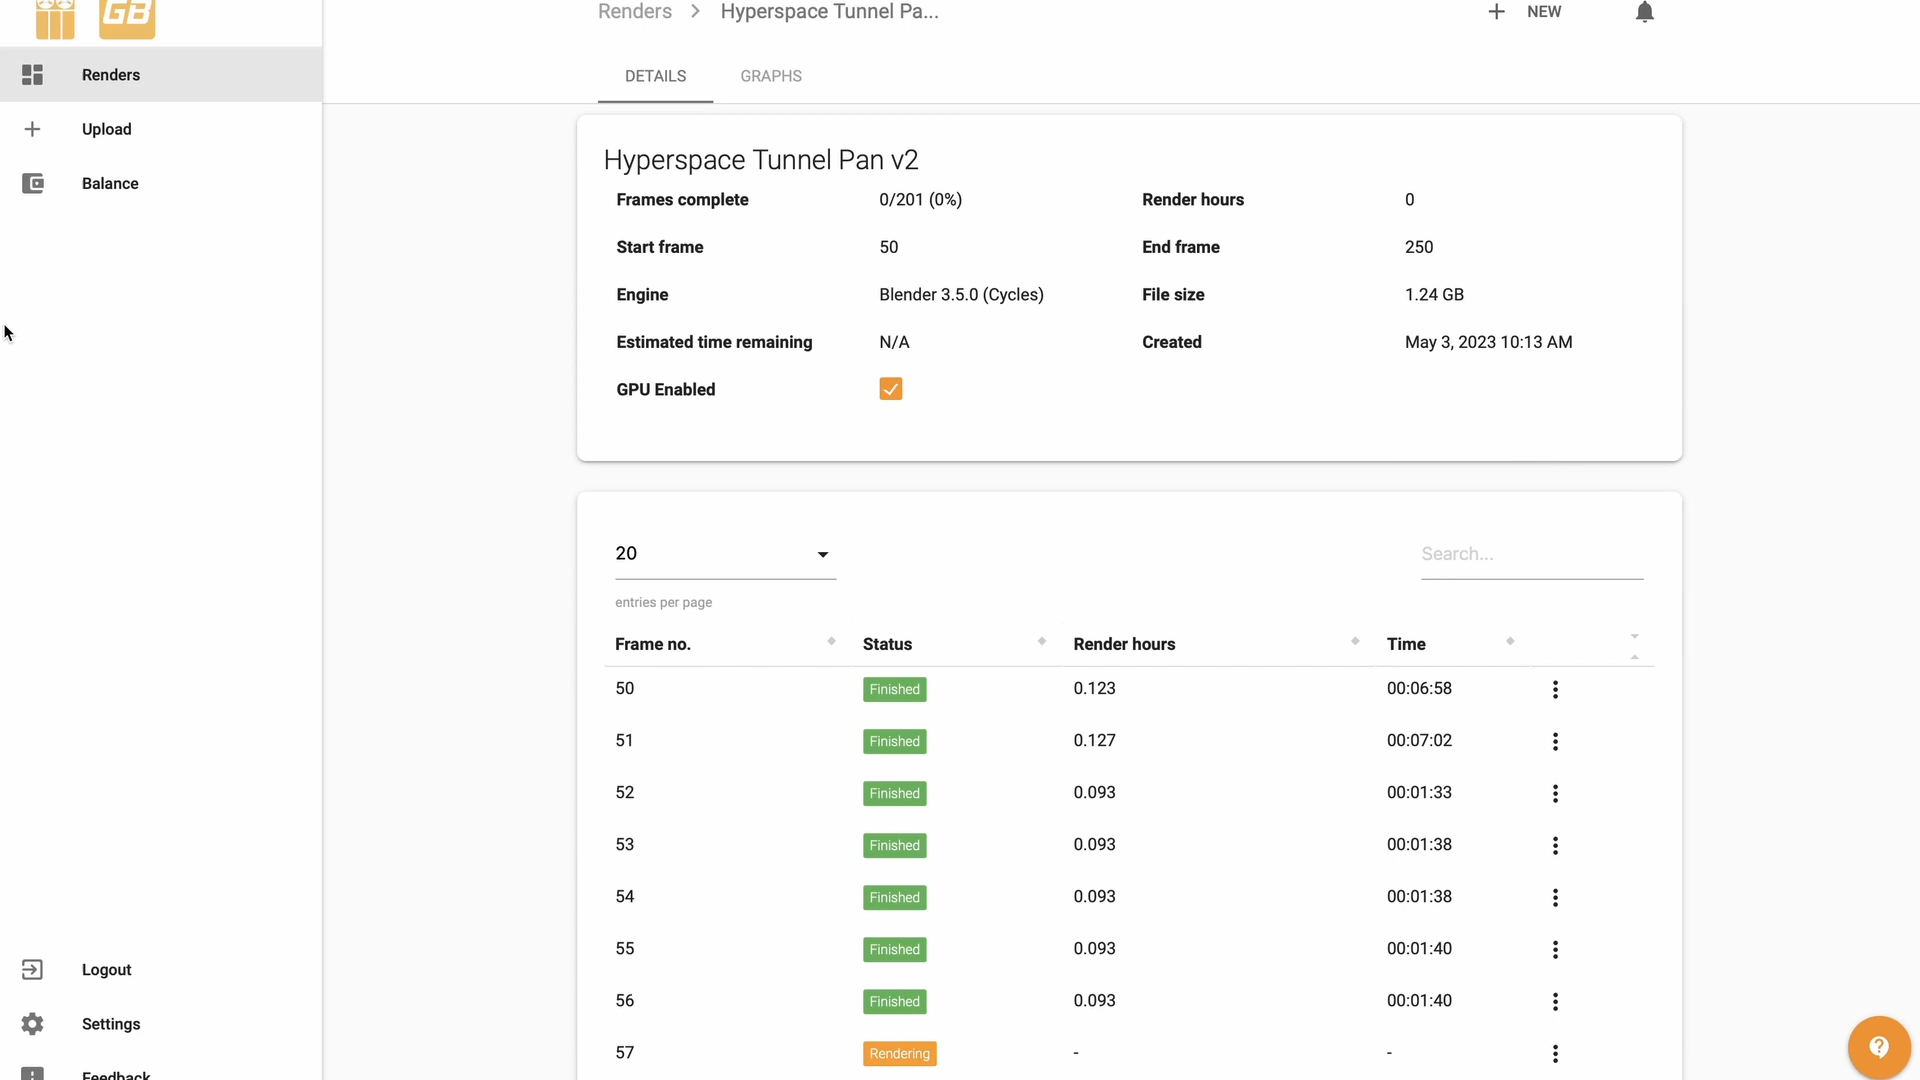 GB
Renders > Hyperspace Tunnel Pa...
+ NEW
Renders
DETAILS
GRAPHS
Upload
Balance
Hyperspace Tunnel Pan v2
Frames complete 0/201 (0%) Render hours 0
Start frame 50 End frame 250
Engine Blender 3.5.0 (Cycles) File size 1.24 GB
Estimated time remaining N/A Created May 3, 2023 10:13 AM
GPU Enabled
20
Search...
entries per page
Frame no. Status Render hours Time
50 Finished 0.123 00:06:58
51 Finished 0.127 00:07:02
52 Finished 0.093 00:01:33
53 Finished 0.093 00:01:38
54 Finished 0.093 00:01:38
55 Finished 0.093 00:01:40
56 Finished 0.093 00:01:40
57 Rendering - -
Logout
Settings
Feedback